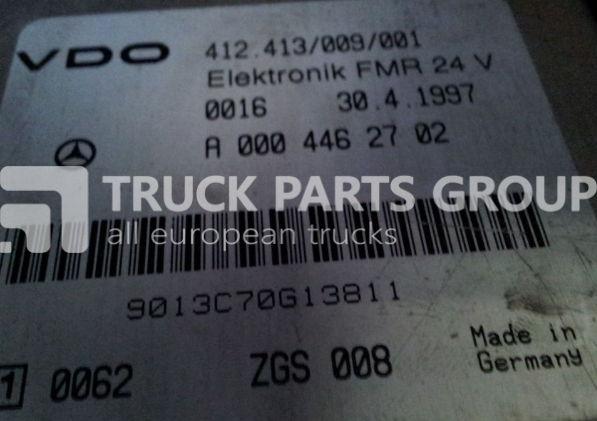 VDO 412.413/009/001
Elektronik FMR 24 V
0016 30.4.1997
A 000 446 27 02
TRUCK PARTS GROUP
all european trucks
9013C70G13811
1 0062 ZGS 008 Made in
Germany